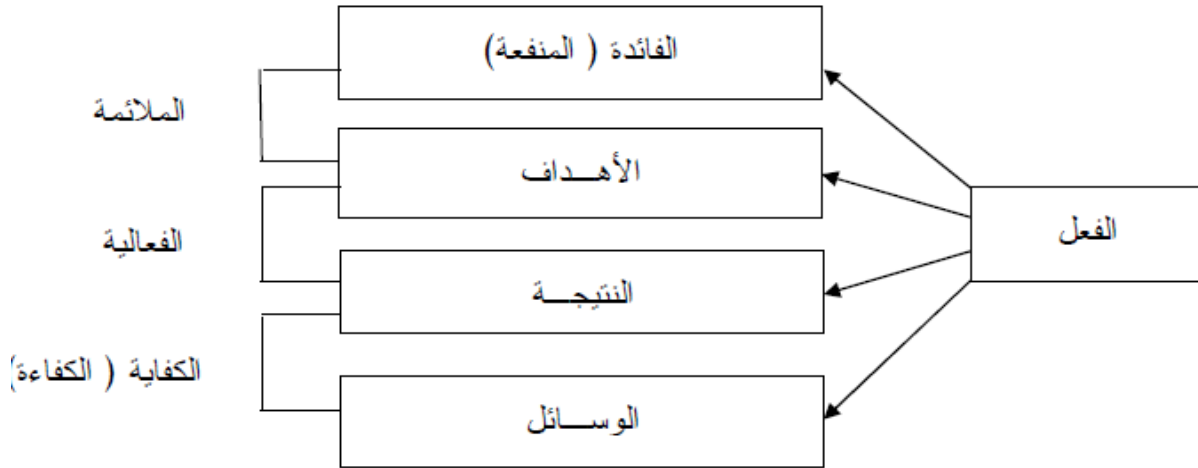 الفائدة ( المنفعة)
الملائمة
الأهـــداف
الفعل
الفعالية
النتيجـــة
الكفاية ( الكفاءة)
الوســـائل